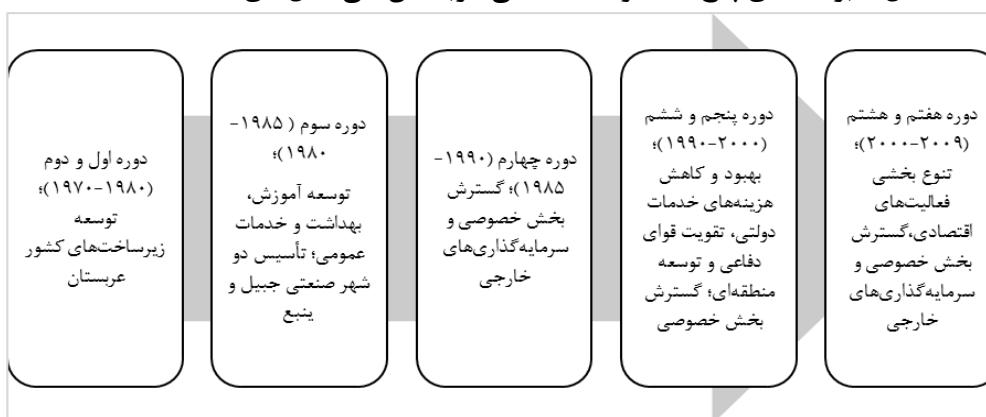 دوره اول و دوم
(۱۹۷۰-۱۹۸۰)؛
توسعه
زیرساخت‌های کشور
عربستان
دوره سوم ( ۱۹۸۵-
۱۹۸۰)؛
توسعه آموزش،
بهداشت و خدمات
عمومی؛ تأسیس دو
شهر صنعتی جبیل و
ینبع
دوره چهارم (۱۹۹۰-
۱۹۸۵)؛ گسترش
بخش خصوصی و
سرمایه‌گذاری‌های
خارجی
دوره پنجم و ششم
(۱۹۹۰-۲۰۰۰)؛
بهبود و کاهش
هزینه‌های خدمات
دولتی، تقویت قوای
دفاعی و توسعه
منطقه‌ای؛ گسترش
بخش خصوصی
دوره هفتم و هشتم
(۲۰۰۰-۲۰۰۹)؛
تنوع بخشی
فعالیت‌های
اقتصادی،گسترش
بخش خصوصی و
سرمایه‌گذاری‌های
خارجی